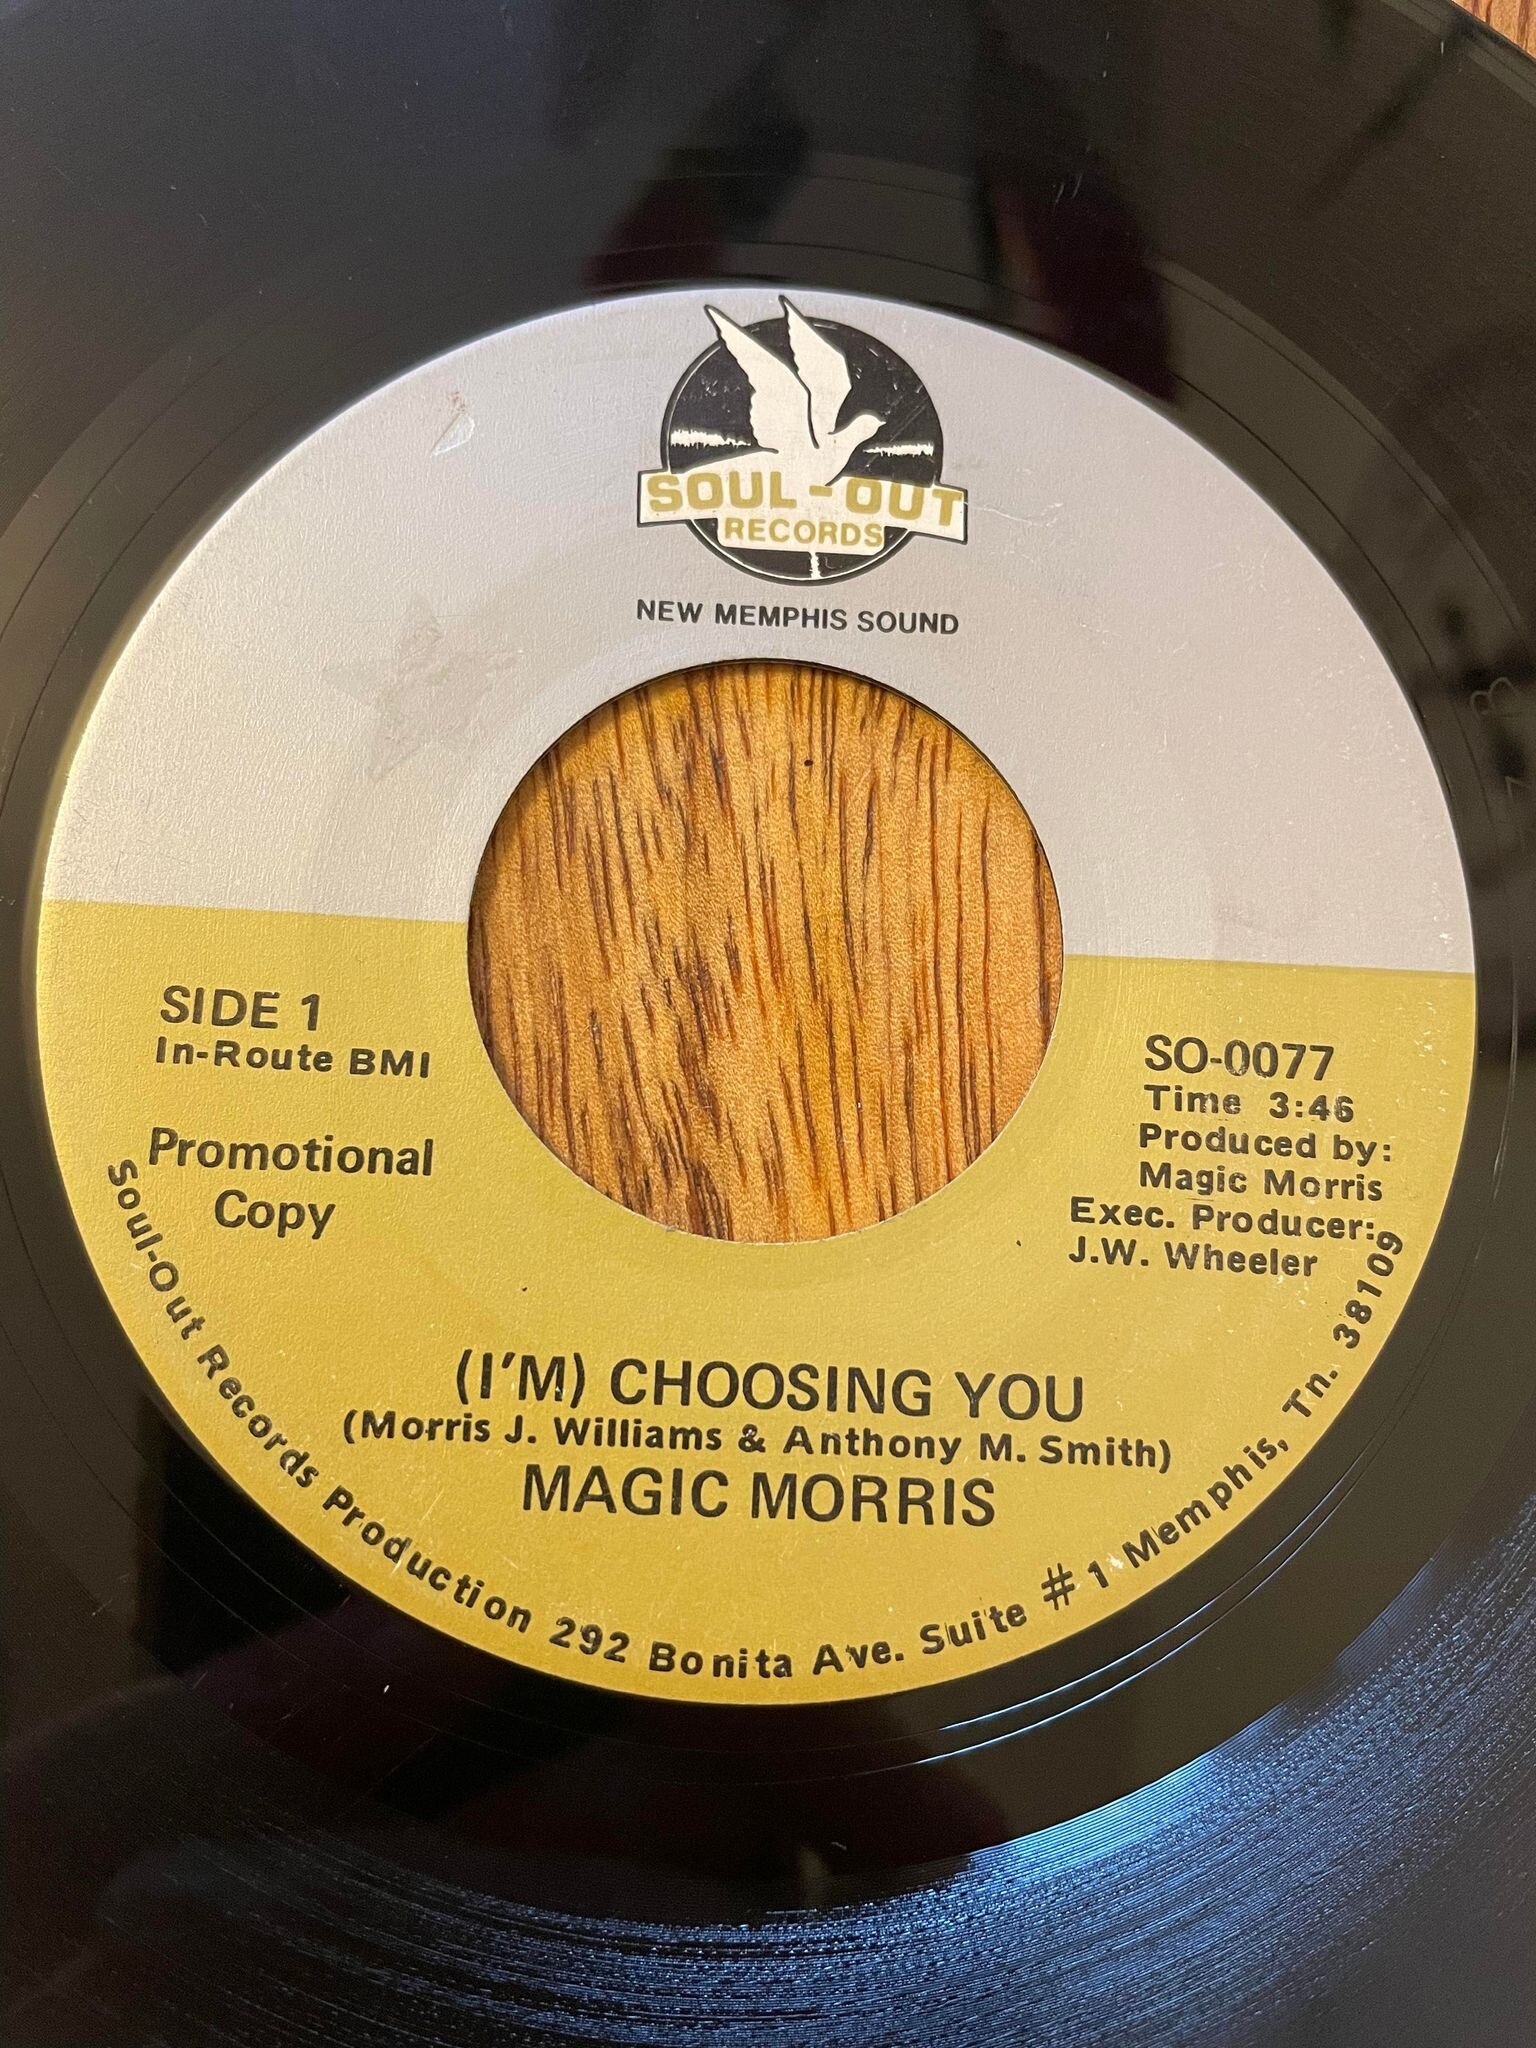 SOUL-OUT
RECORDS
NEW MEMPHIS SOUND
SIDE 1
In-Route BMI
Promotional
Copy
SO-0077
Time 3:46
Produced by:
Magic Morris
Exec. Producer:
J.W. Wheeler
(I'M) CHOOSING YOU
(Morris J. Williams & Anthony M. Smith)
MAGIC MORRIS
Soul-Out Records Production 292 Bonita Ave. Suite # 1 Memphis, Tn. 38109